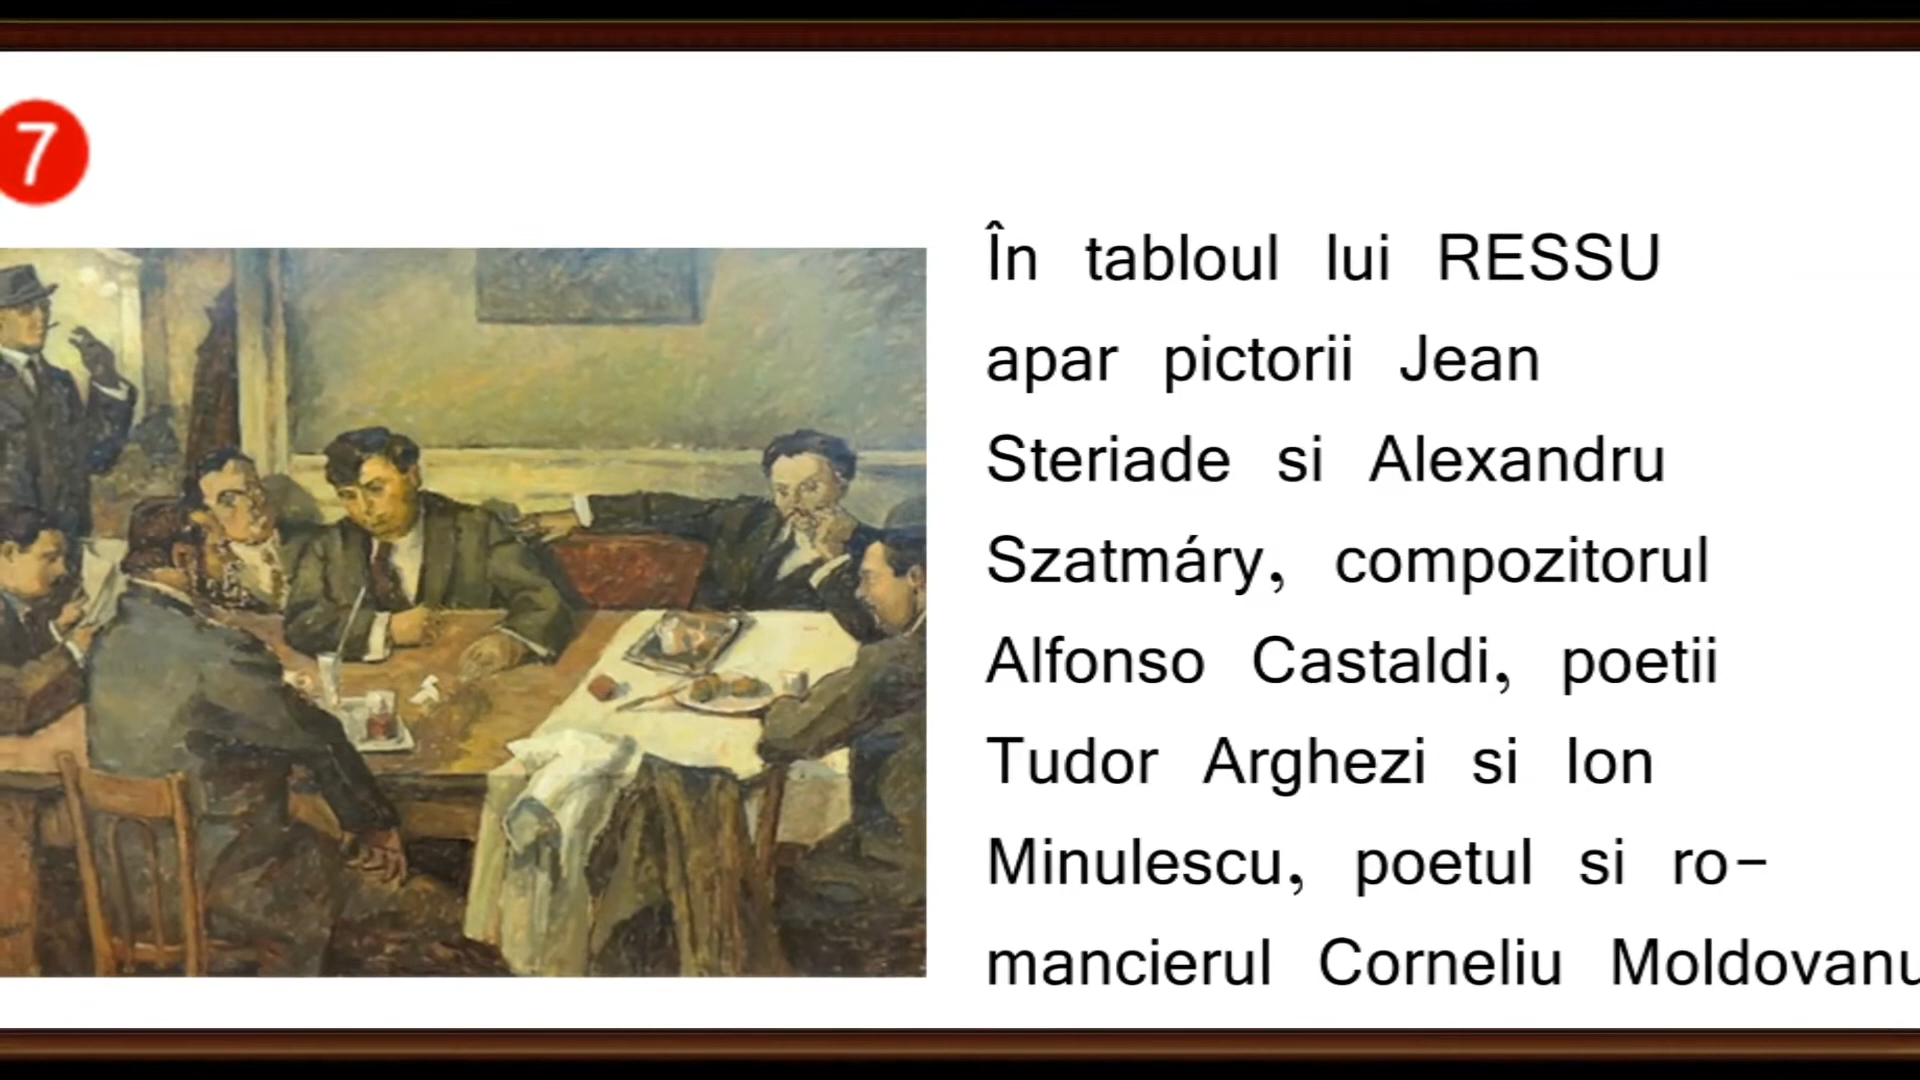 7
În tabloul lui RESSU
apar pictorii Jean
Steriade si Alexandru
Szatmáry, compozitorul
Alfonso Castaldi, poetii
Tudor Arghezi si Ion
Minulescu, poetul si ro-
mancierul Corneliu Moldovanu